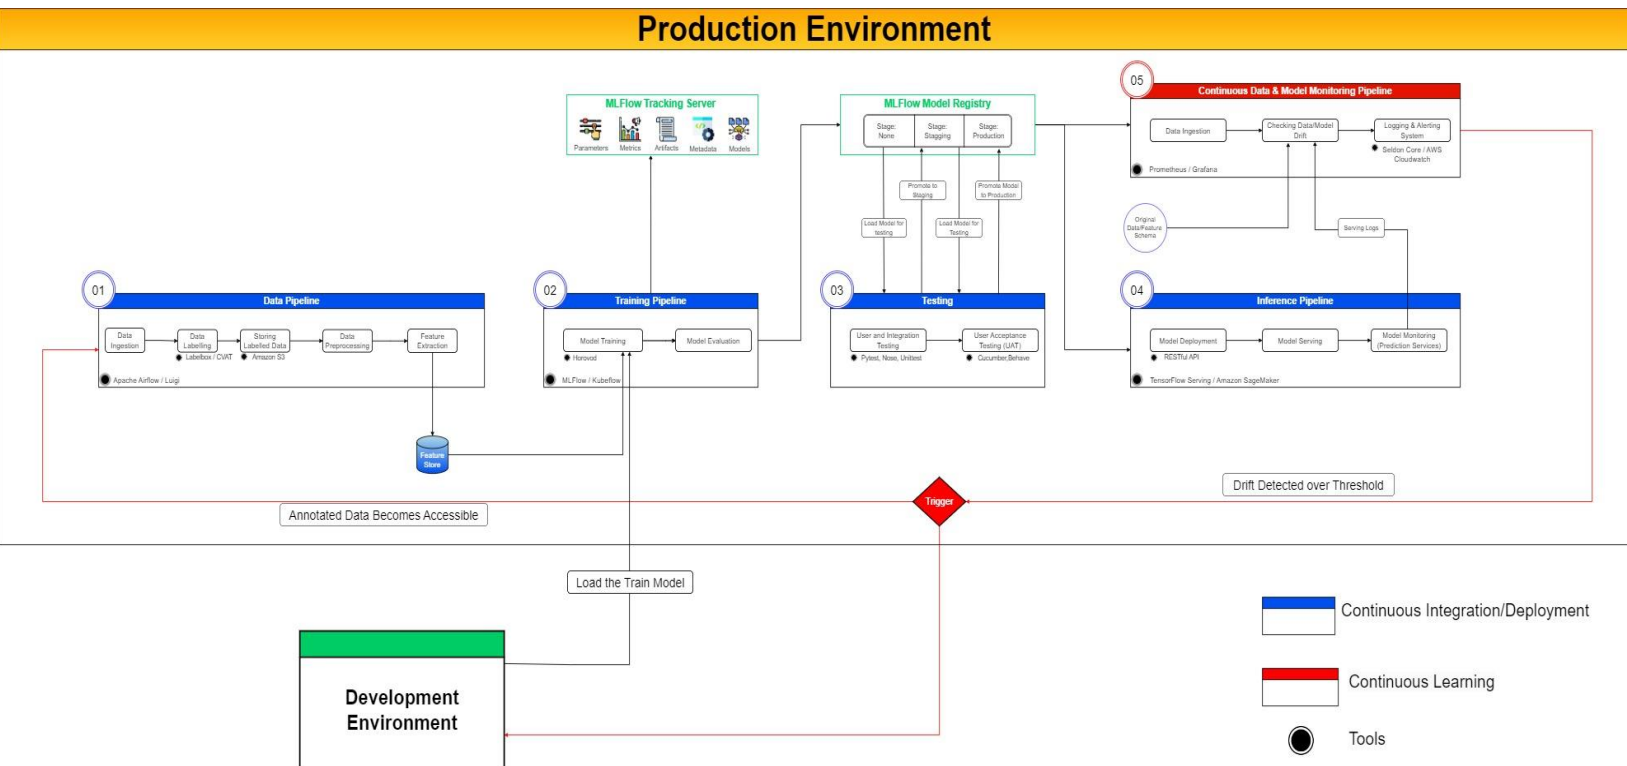 Production Environment
MLFlow Tracking Server
Parameters
Metrics
Artifacts
Metadata
Models
MLFlow Model Registry
Stage:
None
Stage:
Stagging
Stage:
Production
Promote to
Staging
Promote Model
to Production
Load Model for
testing
Load Model for
Testing
05
Continuous Data & Model Monitoring Pipeline
Data Ingestion
Checking Data/Model
Drift
Logging & Alerting
System
Seldon Core / AWS
Cloudwatch
Prometheus / Grafana
Original
Data/Feature
Schema
Serving Logs
01
Data Pipeline
Data
Ingestion
Data
Labelling
Storing
Labelled Data
Data
Preprocessing
Feature
Extraction
Labelbox / CVAT
Amazon S3
Apache Airflow / Luigi
Feature
Store
02
Training Pipeline
Model Training
Model Evaluation
Horovod
MLFlow / Kubeflow
03
Testing
User and Integration
Testing
User Acceptance
Testing (UAT)
Pytest, Nose, Unittest
Cucumber,Behave
04
Inference Pipeline
Model Deployment
Model Serving
Model Monitoring
(Prediction Services)
RESTful API
TensorFlow Serving / Amazon SageMaker
Trigger
Drift Detected over Threshold
Annotated Data Becomes Accessible
Load the Train Model
Development
Environment
Continuous Integration/Deployment
Continuous Learning
Tools